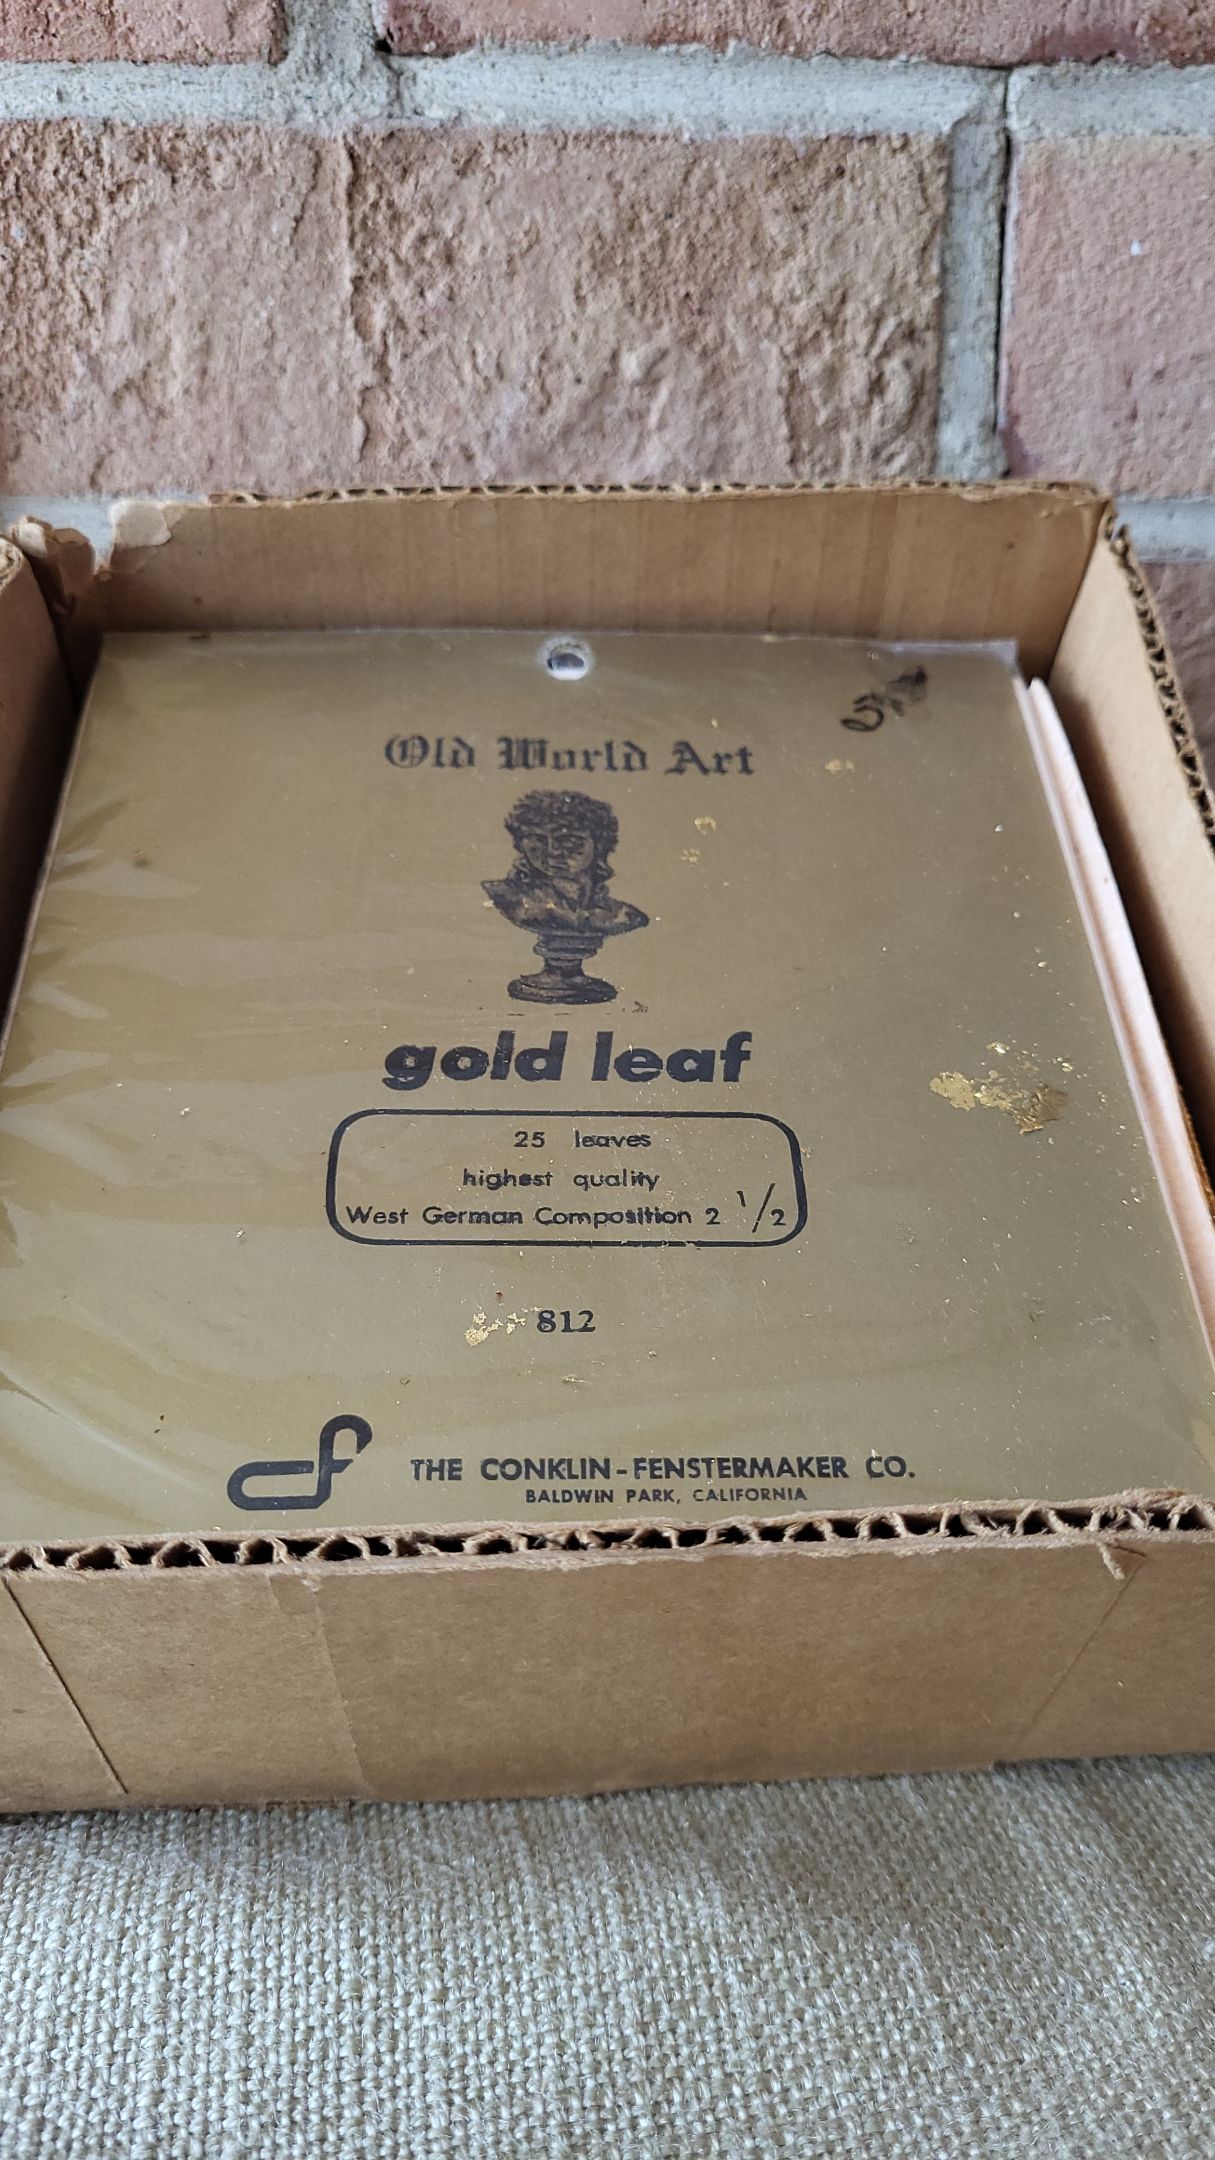 Old World Art
gold leaf
25 leaves
highest quality
West German Composition 2 1/2
812
THE CONKLIN-FENSTERMAKER CO.
BALDWIN PARK, CALIFORNIA